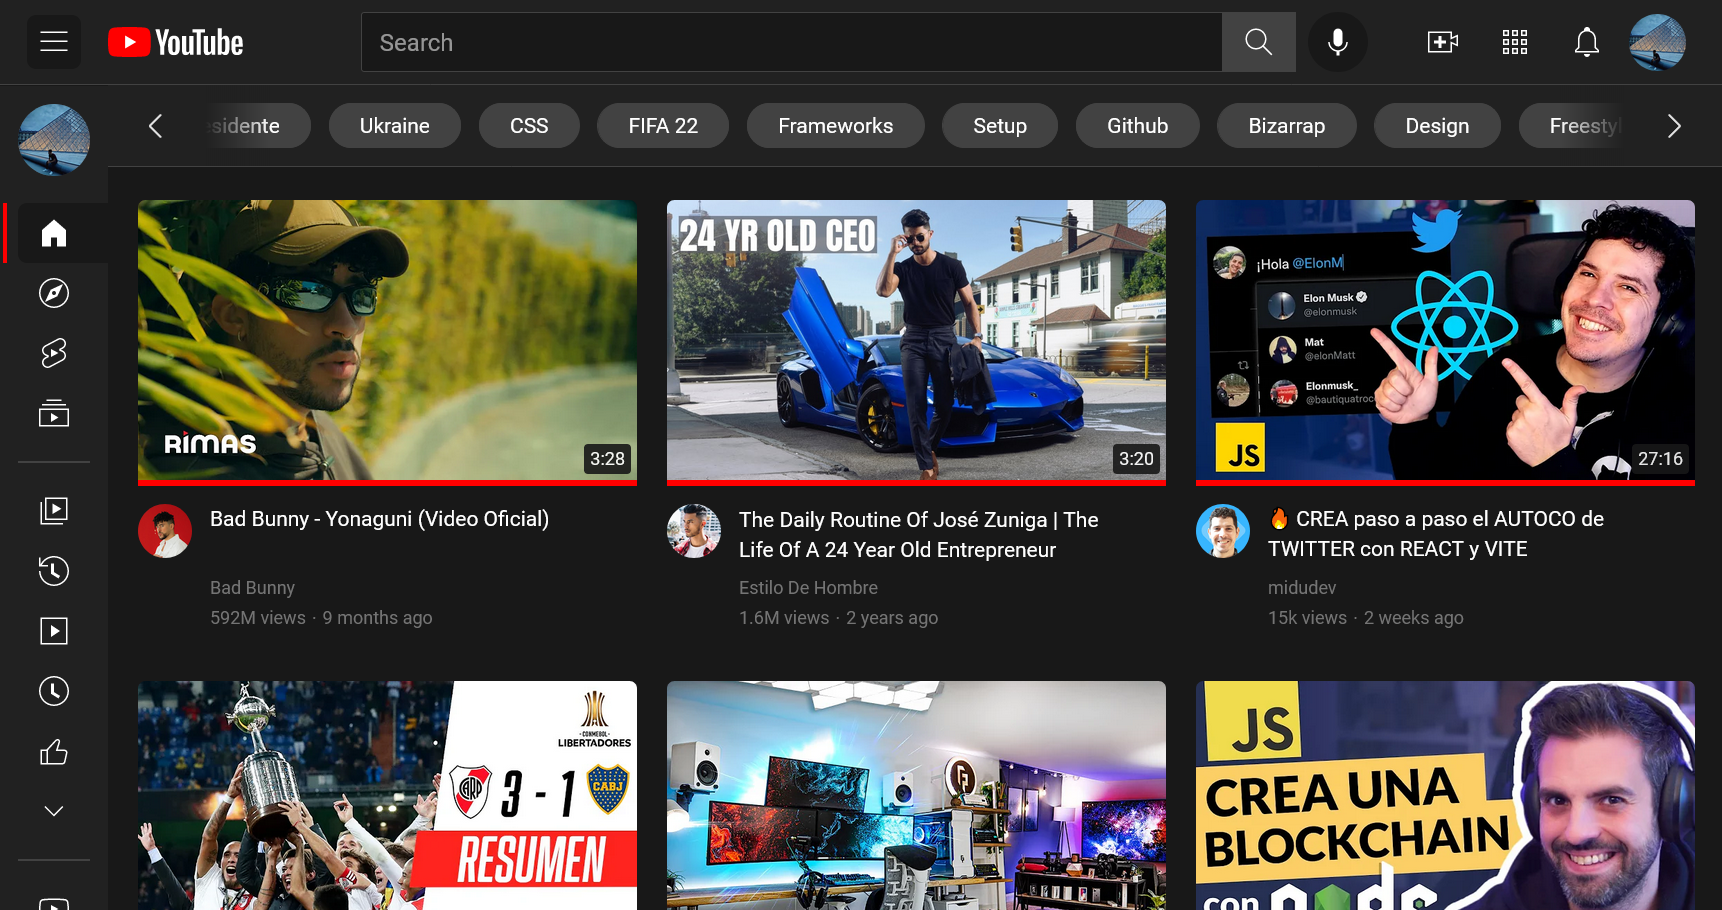 YouTube
Search
esidente
Ukraine
CSS
FIFA 22
Frameworks
Setup
Github
Bizarrap
Design
Freestyl
RIMAS
3:28
24 YR OLD CEO
3:20
¡Hola @ElonM
Elon Musk
@elonmusk
Mat
@elonMatt
Elonmusk_
@bautiquatroc
JS
27:16
Bad Bunny - Yonaguni (Video Oficial)
Bad Bunny
592M views · 9 months ago
The Daily Routine Of José Zuniga | The
Life Of A 24 Year Old Entrepreneur
Estilo De Hombre
1.6M views · 2 years ago
🔥 CREA paso a paso el AUTOCO de
TWITTER con REACT y VITE
midudev
15k views · 2 weeks ago
CONMEBOL
LIBERTADORES
3 - 1
CABJ
RESUMEN
JS
CREA UNA
BLOCKCHAIN
con node